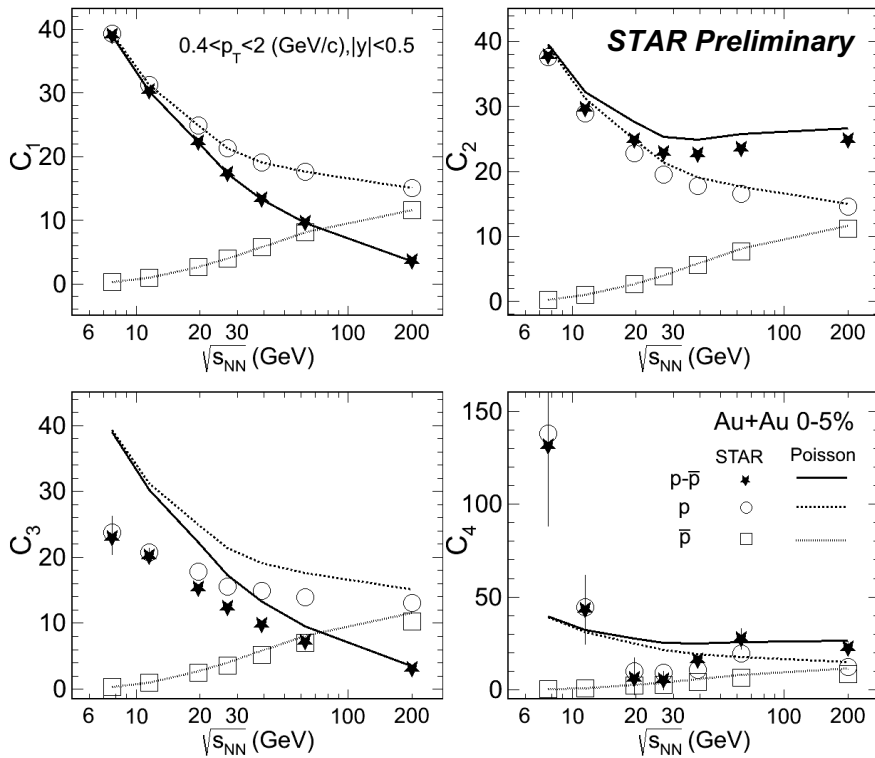 0.4<p_T<2 (GeV/c),|y|<0.5
C_1
40
30
20
10
0
6 10 20 30 100 200
√s_NN (GeV)
STAR Preliminary
C_2
40
30
20
10
0
6 10 20 30 100 200
√s_NN (GeV)
C_3
40
30
20
10
0
6 10 20 30 100 200
√s_NN (GeV)
Au+Au 0-5%
STAR Poisson
p-p̅
p
p̅
C_4
150
100
50
0
6 10 20 30 100 200
√s_NN (GeV)